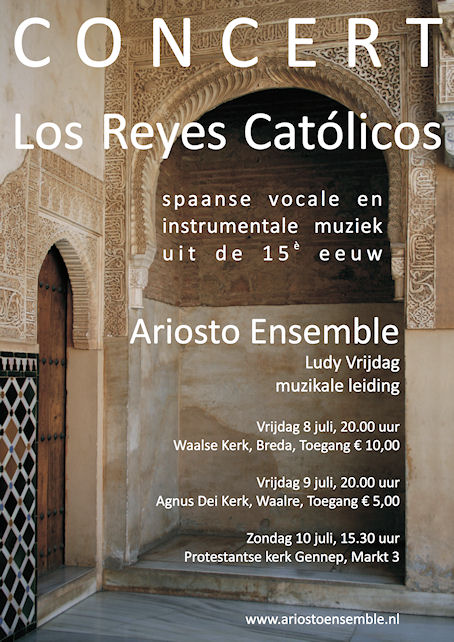 CONCERT
Los Reyes Católicos
spaanse vocale en
instrumentale muziek
uit de 15è eeuw
Ariosto Ensemble
Ludy Vrijdag
muzikale leiding
Vrijdag 8 juli, 20.00 uur
Waalse Kerk, Breda, Toegang € 10,00
Vrijdag 9 juli, 20.00 uur
Agnus Dei Kerk, Waalre, Toegang € 5,00
Zondag 10 juli, 15.30 uur
Protestantse kerk Gennep, Markt 3
www.ariostoensemble.nl